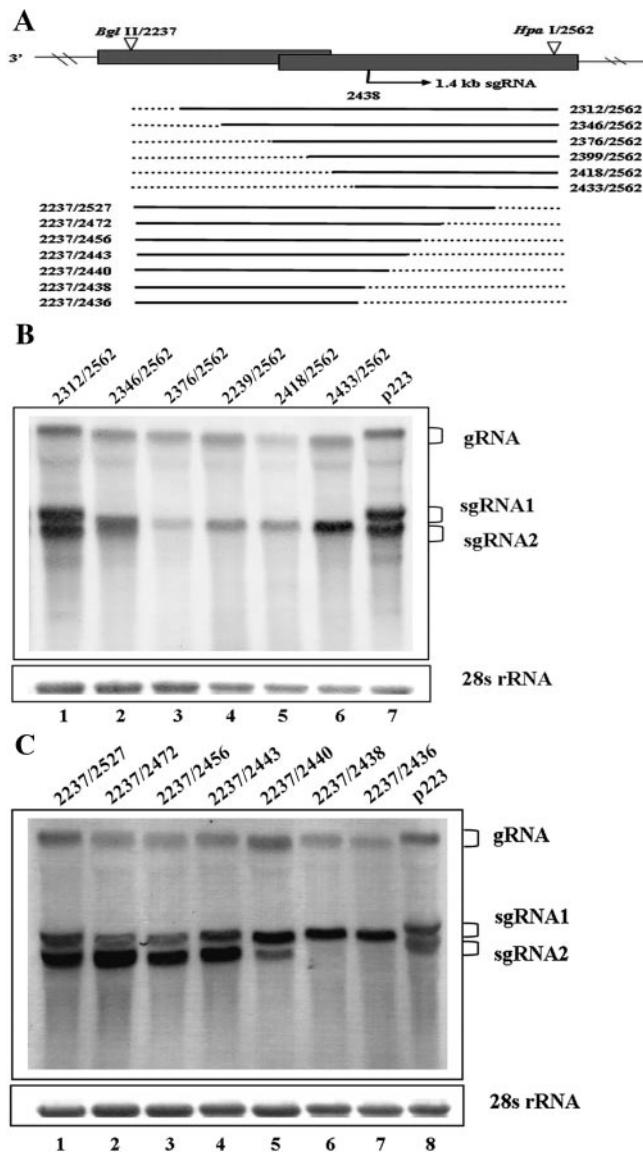 A
Bgl II/2237
Hpa I/2562
3'
1.4 kb sgRNA
2438
2312/2562
2346/2562
2376/2562
2399/2562
2418/2562
2433/2562
2237/2527
2237/2472
2237/2456
2237/2443
2237/2440
2237/2438
2237/2436
B
2312/2562
2346/2562
2376/2562
2239/2562
2418/2562
2433/2562
p223
gRNA
sgRNA1
sgRNA2
28s rRNA
1 2 3 4 5 6 7
C
2237/2527
2237/2472
2237/2456
2237/2443
2237/2440
2237/2438
2237/2436
p223
gRNA
sgRNA1
sgRNA2
28s rRNA
1 2 3 4 5 6 7 8